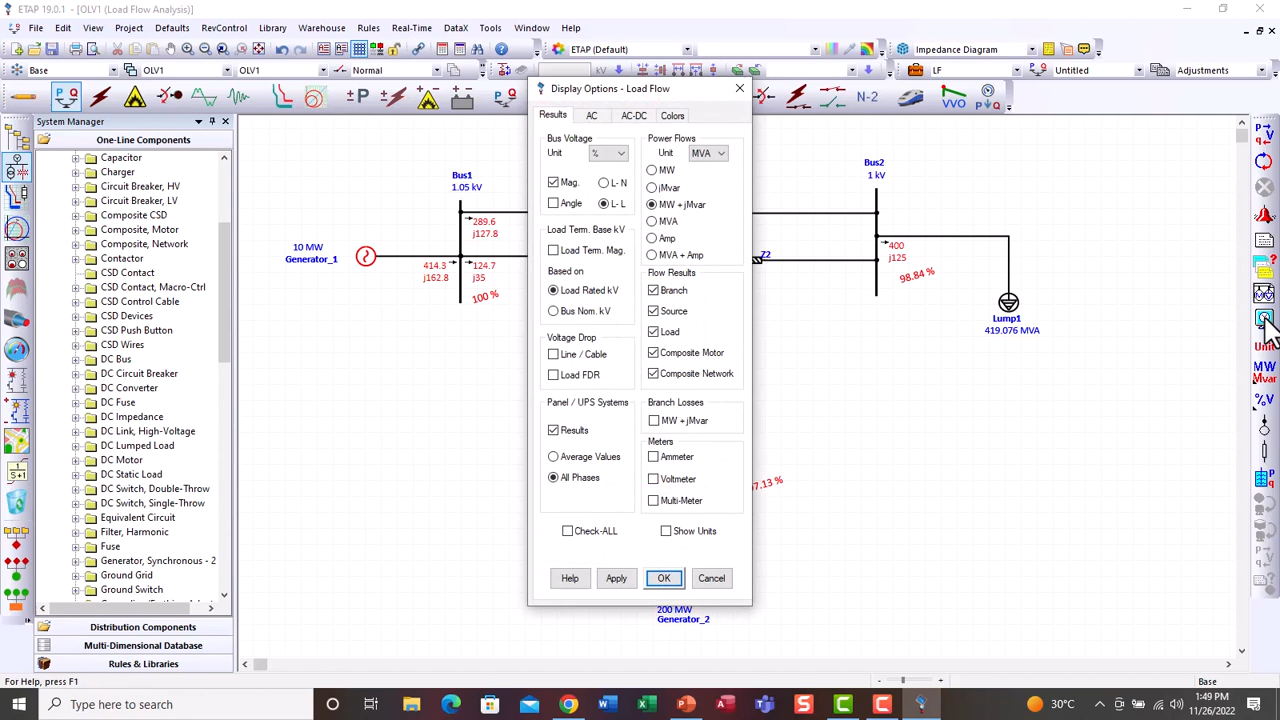 ETAP 19.0.1 - [OLV1 (Load Flow Analysis)]
File Edit View Project Defaults RevControl Library Warehouse Rules Real-Time DataX Tools Window Help
ETAP (Default) Impedance Diagram
Base OLV1 OLV1 Normal kV LF Untitled Adjustments
P Q +P N-2 VVO P Q
System Manager
One-Line Components
Capacitor
Charger
Circuit Breaker, HV
Circuit Breaker, LV
Composite CSD
Composite, Motor
Composite, Network
Contactor
CSD Contact
CSD Contact, Macro-Ctrl
CSD Control Cable
CSD Devices
CSD Push Button
CSD Wires
DC Bus
DC Circuit Breaker
DC Converter
DC Fuse
DC Impedance
DC Link, High-Voltage
DC Lumped Load
DC Motor
DC Static Load
DC Switch, Double-Throw
DC Switch, Single-Throw
Equivalent Circuit
Filter, Harmonic
Fuse
Generator, Synchronous - 2
Ground Grid
Ground Switch
Distribution Components
Multi-Dimensional Database
Rules & Libraries
Bus1
1.05 kV
289.6
j127.8
10 MW
Generator_1
414.3
j162.8
124.7
j35
100 %
Display Options - Load Flow
Results AC AC-DC Colors
Bus Voltage
Unit %
Mag. L- N
Angle L- L
Load Term. Base kV
Load Term. Mag.
Based on
Load Rated kV
Bus Nom. kV
Voltage Drop
Line / Cable
Load FDR
Panel / UPS Systems
Results
Average Values
All Phases
Power Flows
Unit MVA
MW
jMvar
MW + jMvar
MVA
Amp
MVA + Amp
Flow Results
Branch
Source
Load
Composite Motor
Composite Network
Branch Losses
MW + jMvar
Meters
Ammeter
Voltmeter
Multi-Meter
Check-ALL Show Units
Help Apply OK Cancel
Bus2
1 kV
Z2
400
j125
98.84 %
Lump1
419.076 MVA
7.13 %
200 MW
Generator_2
Unit
MW
Mvar
%V
For Help, press F1
Base
Type here to search
30°C
1:49 PM
11/26/2022